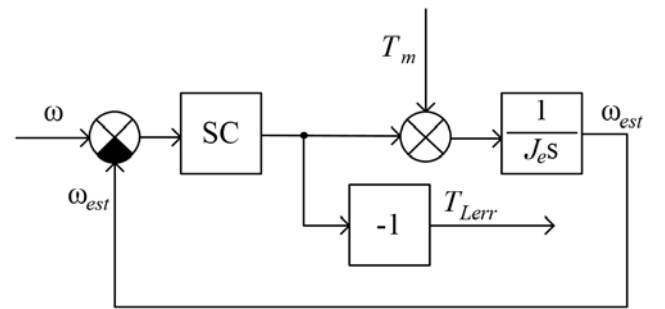 T_m
ω
SC
1
J_e s
ω_est
ω_est
-1
T_Lerr